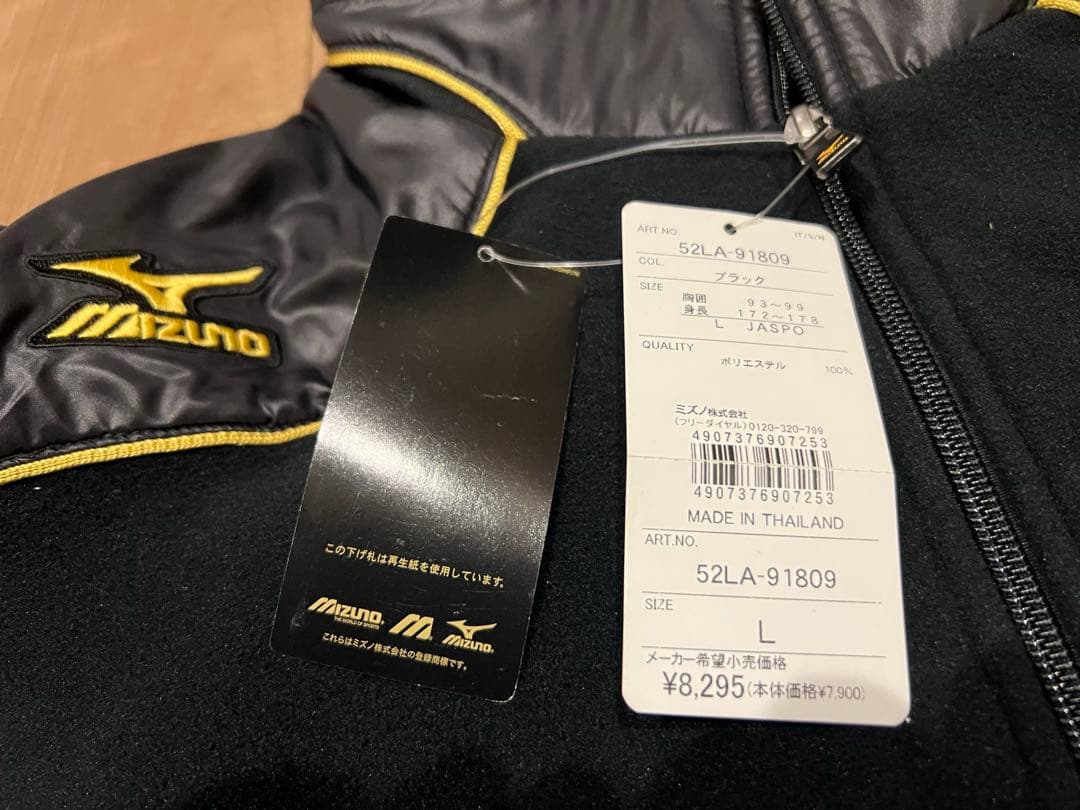 MIZUNO
この下げ札は再生紙を使用しています。
MIZUNO
THE WORLD OF SPORTS
M
MIZUNO
これらはミズノ株式会社の登録商標です。
ART.NO.
IT/S/N
52LA-91809
COL.
ブラック
SIZE
胸囲 93～99
身長 172～178
L JASPO
QUALITY
ポリエステル 100%
ミズノ株式会社
(フリーダイヤル)0120-320-799
4907376907253
4907376907253
MADE IN THAILAND
ART.NO.
52LA-91809
SIZE
L
メーカー希望小売価格
¥8,295(本体価格¥7,900)